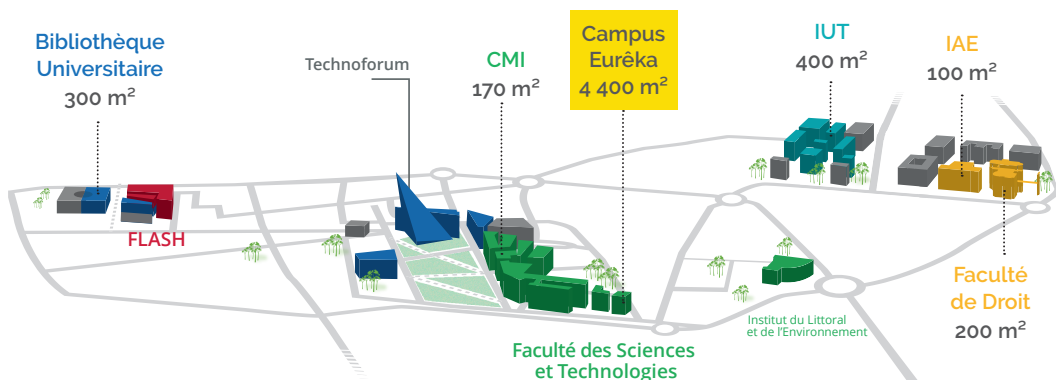 Bibliothèque
Universitaire
300 m²
Technoforum
CMI
170 m²
Campus
Eurêka
4 400 m²
IUT
400 m²
IAE
100 m²
FLASH
Faculté des Sciences
et Technologies
Institut du Littoral
et de l'Environnement
Faculté
de Droit
200 m²